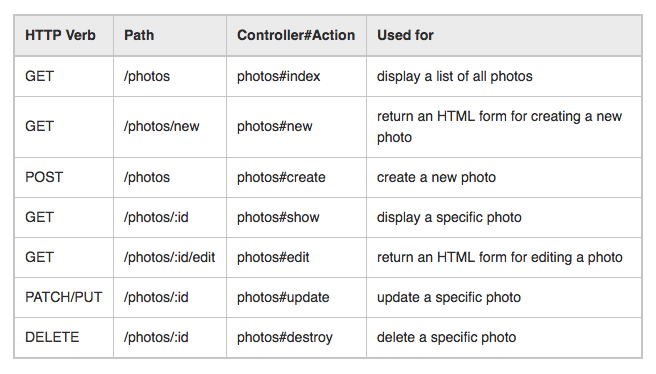 HTTP Verb Path Controller#Action Used for
GET /photos photos#index display a list of all photos
GET /photos/new photos#new return an HTML form for creating a new
photo
POST /photos photos#create create a new photo
GET /photos/:id photos#show display a specific photo
GET /photos/:id/edit photos#edit return an HTML form for editing a photo
PATCH/PUT /photos/:id photos#update update a specific photo
DELETE /photos/:id photos#destroy delete a specific photo